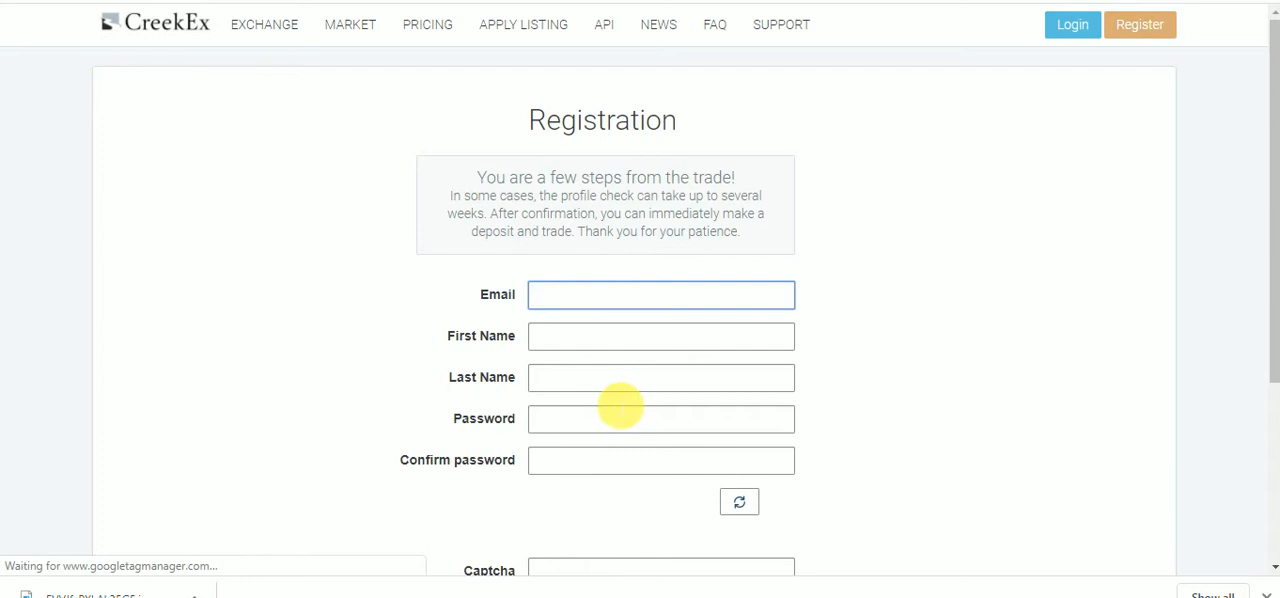 CreekEx EXCHANGE MARKET PRICING APPLY LISTING API NEWS FAQ SUPPORT Login Register
Registration
You are a few steps from the trade!
In some cases, the profile check can take up to several
weeks. After confirmation, you can immediately make a
deposit and trade. Thank you for your patience.
Email
First Name
Last Name
Password
Confirm password
Captcha
Waiting for www.googletagmanager.com...
Show all